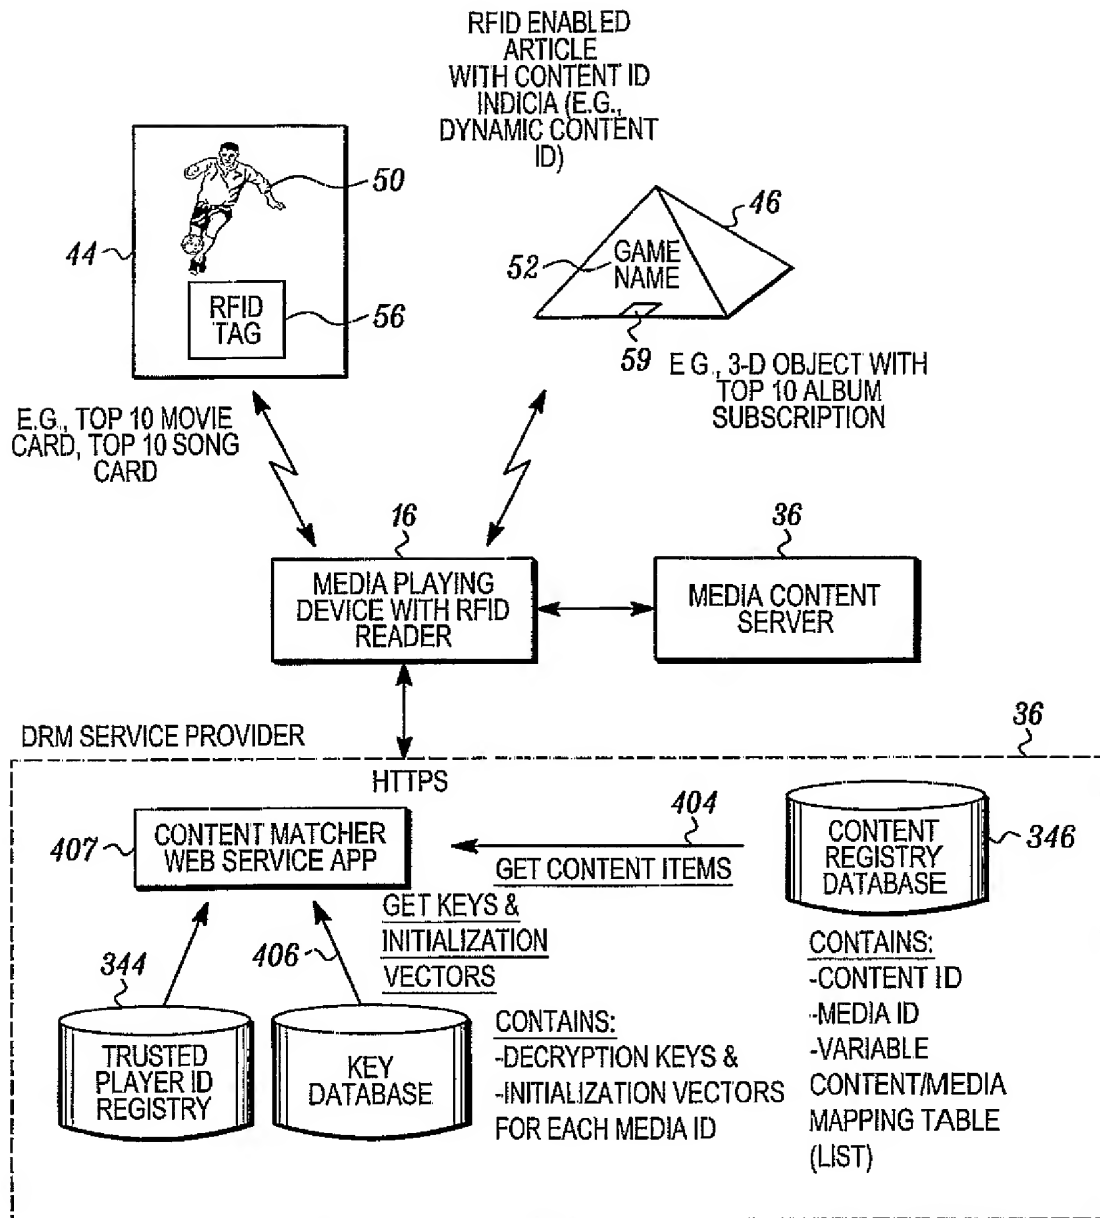 RFID ENABLED
ARTICLE
WITH CONTENT ID
INDICIA (E.G.,
DYNAMIC CONTENT
ID)
50
44
RFID
TAG
56
46
52
GAME
NAME
59
E G., 3-D OBJECT WITH
TOP 10 ALBUM
SUBSCRIPTION
E.G., TOP 10 MOVIE
CARD, TOP 10 SONG
CARD
16
MEDIA PLAYING
DEVICE WITH RFID
READER
36
MEDIA CONTENT
SERVER
DRM SERVICE PROVIDER
36
HTTPS
407
CONTENT MATCHER
WEB SERVICE APP
404
GET CONTENT ITEMS
CONTENT
REGISTRY
DATABASE
346
GET KEYS &
INITIALIZATION
VECTORS
406
344
TRUSTED
PLAYER ID
REGISTRY
KEY
DATABASE
CONTAINS:
-DECRYPTION KEYS &
-INITIALIZATION VECTORS
FOR EACH MEDIA ID
CONTAINS:
-CONTENT ID
-MEDIA ID
-VARIABLE
CONTENT/MEDIA
MAPPING TABLE
(LIST)